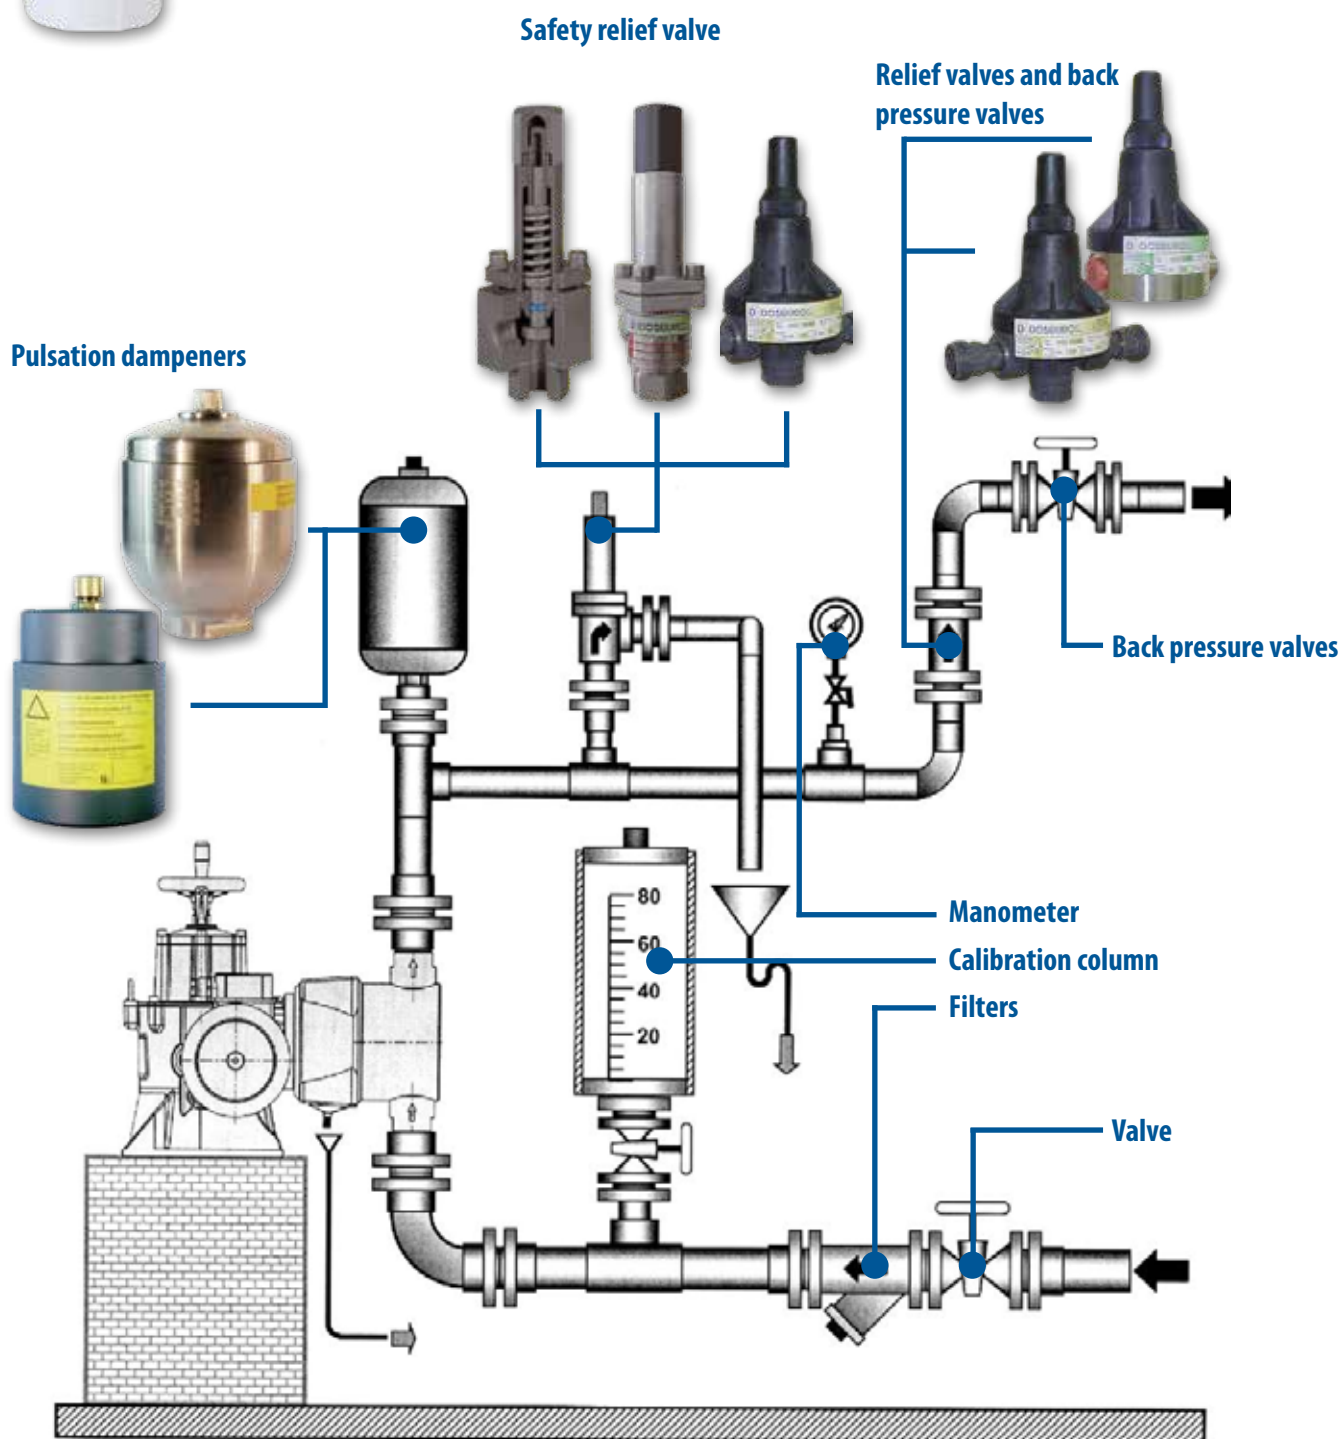 Safety relief valve
Relief valves and back
pressure valves
Pulsation dampeners
Back pressure valves
80
60
40
20
Manometer
Calibration column
Filters
Valve